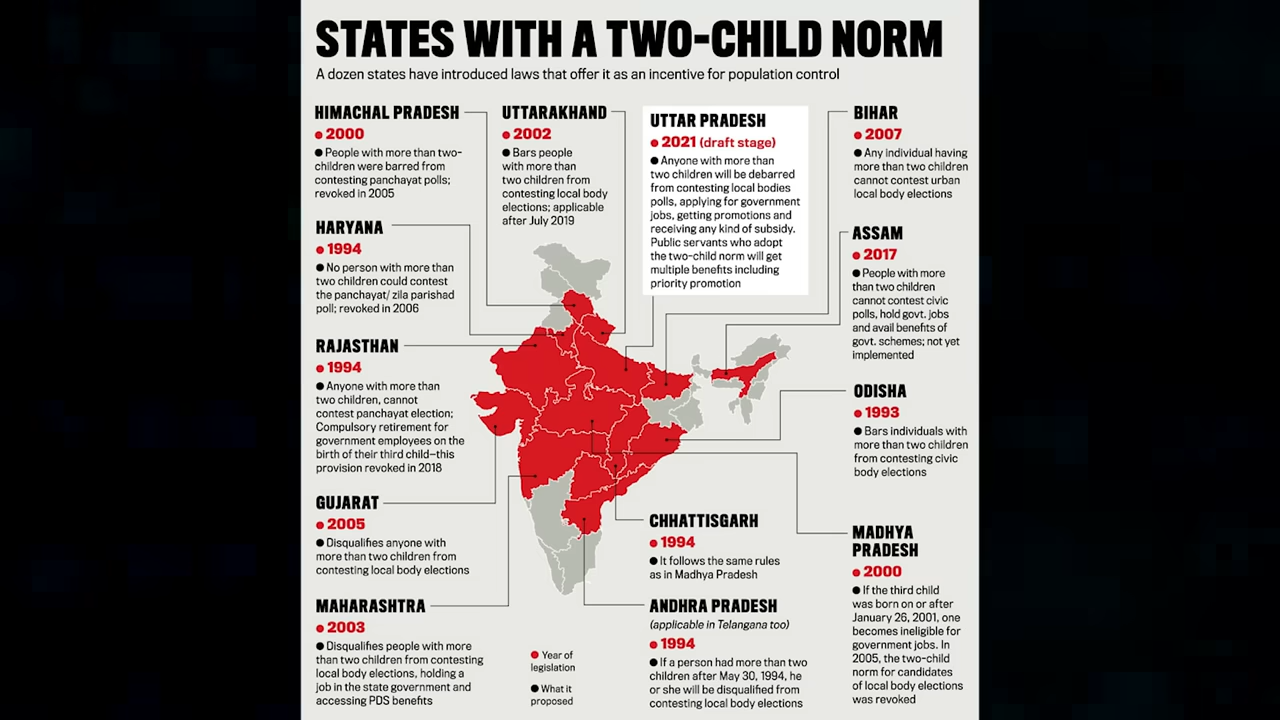 STATES WITH A TWO-CHILD NORM
A dozen states have introduced laws that offer it as an incentive for population control
HIMACHAL PRADESH
2000
People with more than two-
children were barred from
contesting panchayat polls;
revoked in 2005
UTTARAKHAND
2002
Bars people
with more than
two children from
contesting local body
elections; applicable
after July 2019
UTTAR PRADESH
2021 (draft stage)
Anyone with more than
two children will be debarred
from contesting local bodies
polls, applying for government
jobs, getting promotions and
receiving any kind of subsidy.
Public servants who adopt
the two-child norm will get
multiple benefits including
priority promotion
BIHAR
2007
Any individual having
more than two children
cannot contest urban
local body elections
HARYANA
1994
No person with more than
two children could contest
the panchayat/ zila parishad
poll; revoked in 2006
ASSAM
2017
People with more
than two children
cannot contest civic
polls, hold govt. jobs
and avail benefits of
govt. schemes; not yet
implemented
RAJASTHAN
1994
Anyone with more than
two children, cannot
contest panchayat election;
Compulsory retirement for
government employees on the
birth of their third child—this
provision revoked in 2018
ODISHA
1993
Bars individuals with
more than two children
from contesting civic
body elections
GUJARAT
2005
Disqualifies anyone with
more than two children from
contesting local body elections
CHHATTISGARH
1994
It follows the same rules
as in Madhya Pradesh
MADHYA
PRADESH
2000
If the third child
was born on or after
January 26, 2001, one
becomes ineligible for
government jobs. In
2005, the two-child
norm for candidates
of local body elections
was revoked
MAHARASHTRA
2003
Disqualifies people with more
than two children from contesting
local body elections, holding a
job in the state government and
accessing PDS benefits
Year of
legislation
What it
proposed
ANDHRA PRADESH
(applicable in Telangana too)
1994
If a person had more than two
children after May 30, 1994, he
or she will be disqualified from
contesting local body elections